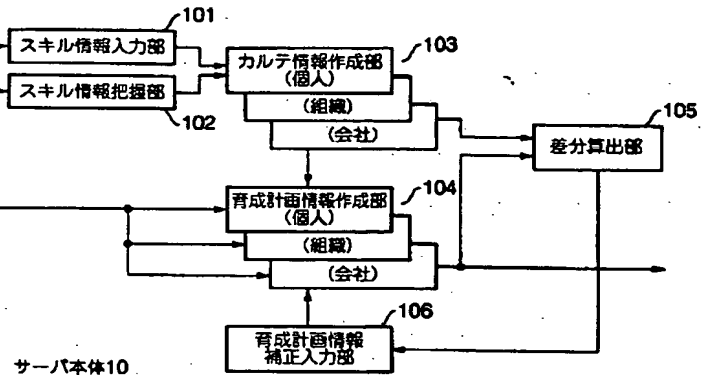 101
スキル情報入力部
スキル情報把握部
102
103
カルテ情報作成部
(個人)
(組織)
(会社)
105
差分算出部
104
育成計画情報作成部
(個人)
(組織)
(会社)
106
育成計画情報
補正入力部
サーバ本体10